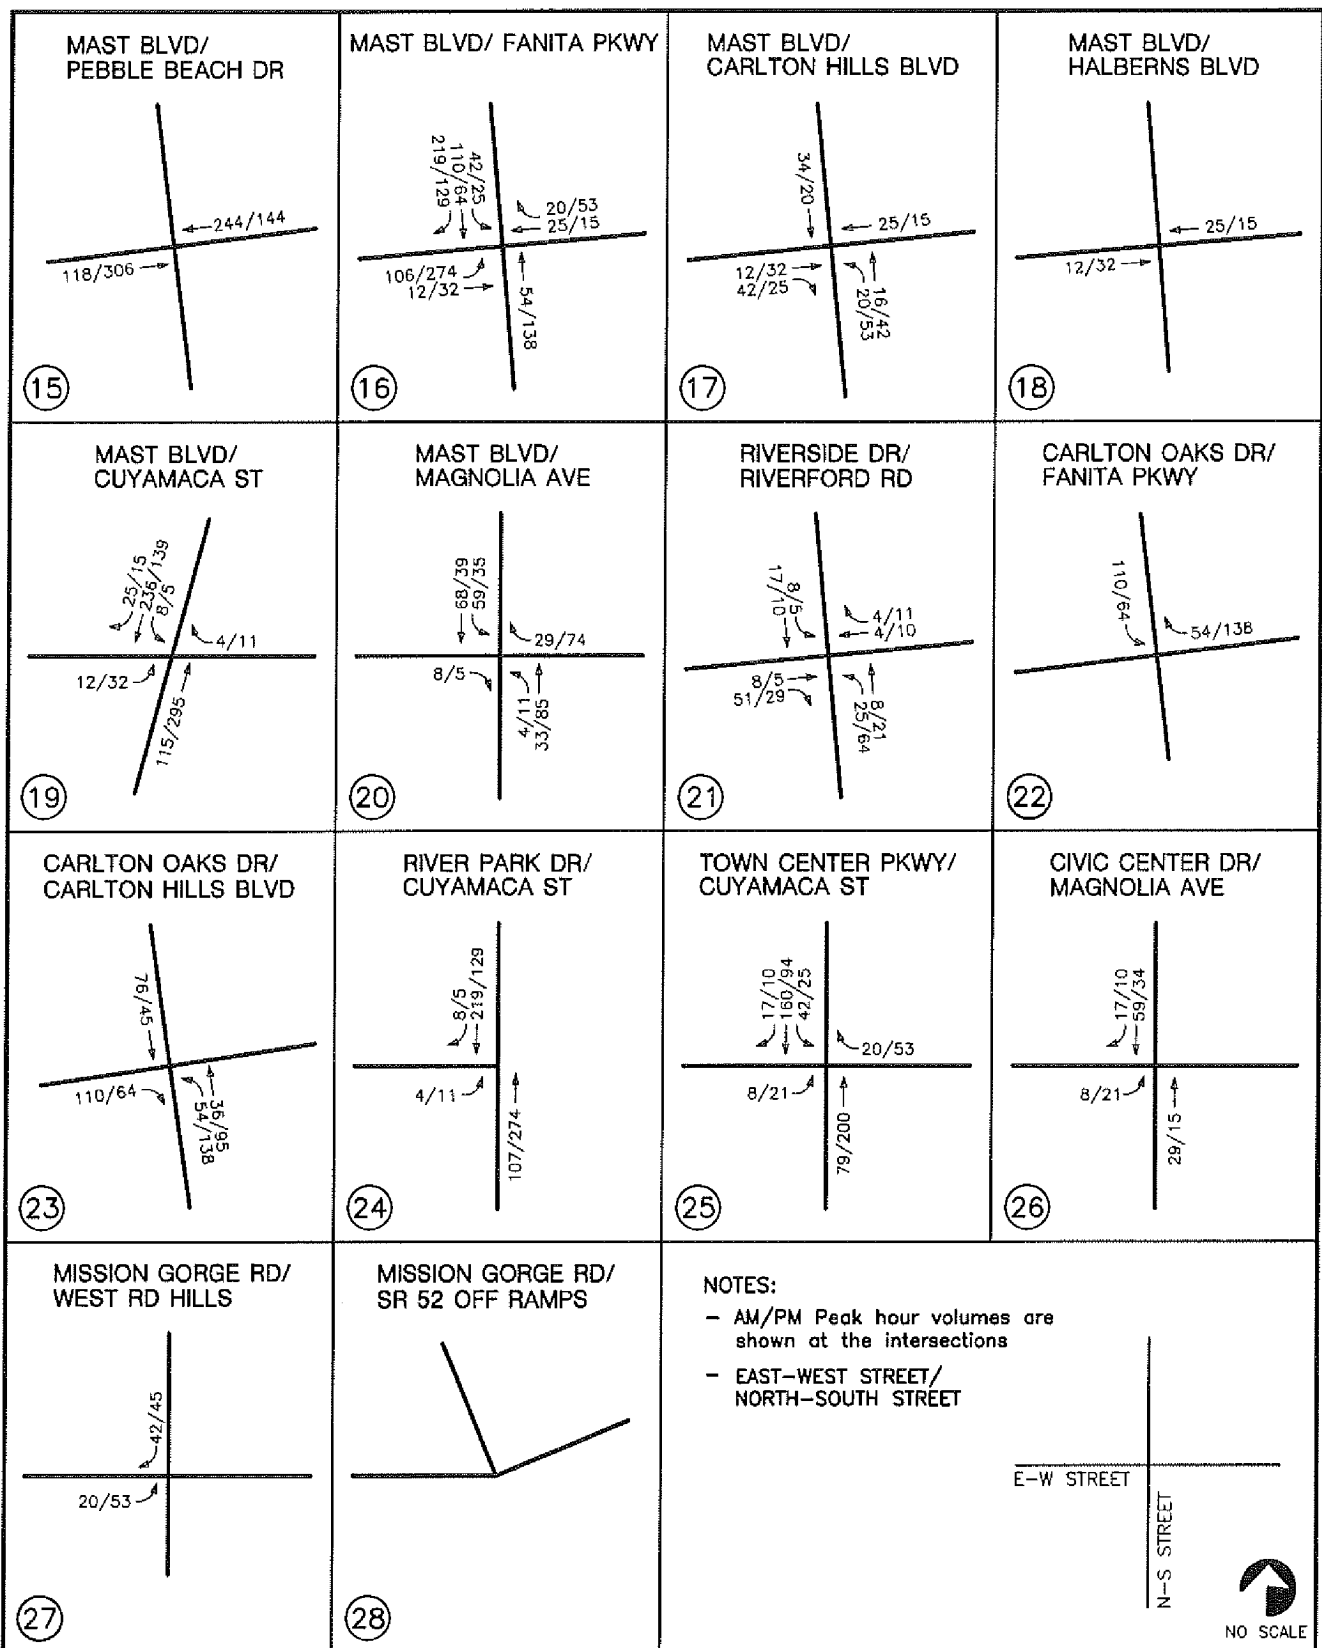 MAST BLVD/
PEBBLE BEACH DR
244/144
118/306
15
MAST BLVD/ FANITA PKWY
219/129
110/64
42/25
20/53
25/15
106/274
12/32
54/138
16
MAST BLVD/
CARLTON HILLS BLVD
34/20
25/15
12/32
42/25
16/42
20/53
17
MAST BLVD/
HALBERNS BLVD
25/15
12/32
18
MAST BLVD/
CUYAMACA ST
25/15
236/139
8/5
4/11
12/32
115/295
19
MAST BLVD/
MAGNOLIA AVE
68/39
59/35
29/74
8/5
4/11
33/85
20
RIVERSIDE DR/
RIVERFORD RD
17/10
8/5
4/11
4/10
8/5
51/29
8/21
25/64
21
CARLTON OAKS DR/
FANITA PKWY
110/64
54/138
22
CARLTON OAKS DR/
CARLTON HILLS BLVD
76/45
110/64
36/95
54/138
23
RIVER PARK DR/
CUYAMACA ST
8/5
219/129
4/11
107/274
24
TOWN CENTER PKWY/
CUYAMACA ST
17/10
160/94
42/25
20/53
8/21
79/200
25
CIVIC CENTER DR/
MAGNOLIA AVE
17/10
59/34
8/21
29/15
26
MISSION GORGE RD/
WEST RD HILLS
42/45
20/53
27
MISSION GORGE RD/
SR 52 OFF RAMPS
28
NOTES:
- AM/PM Peak hour volumes are
shown at the intersections
- EAST-WEST STREET/
NORTH-SOUTH STREET
E-W STREET
N-S STREET
NO SCALE